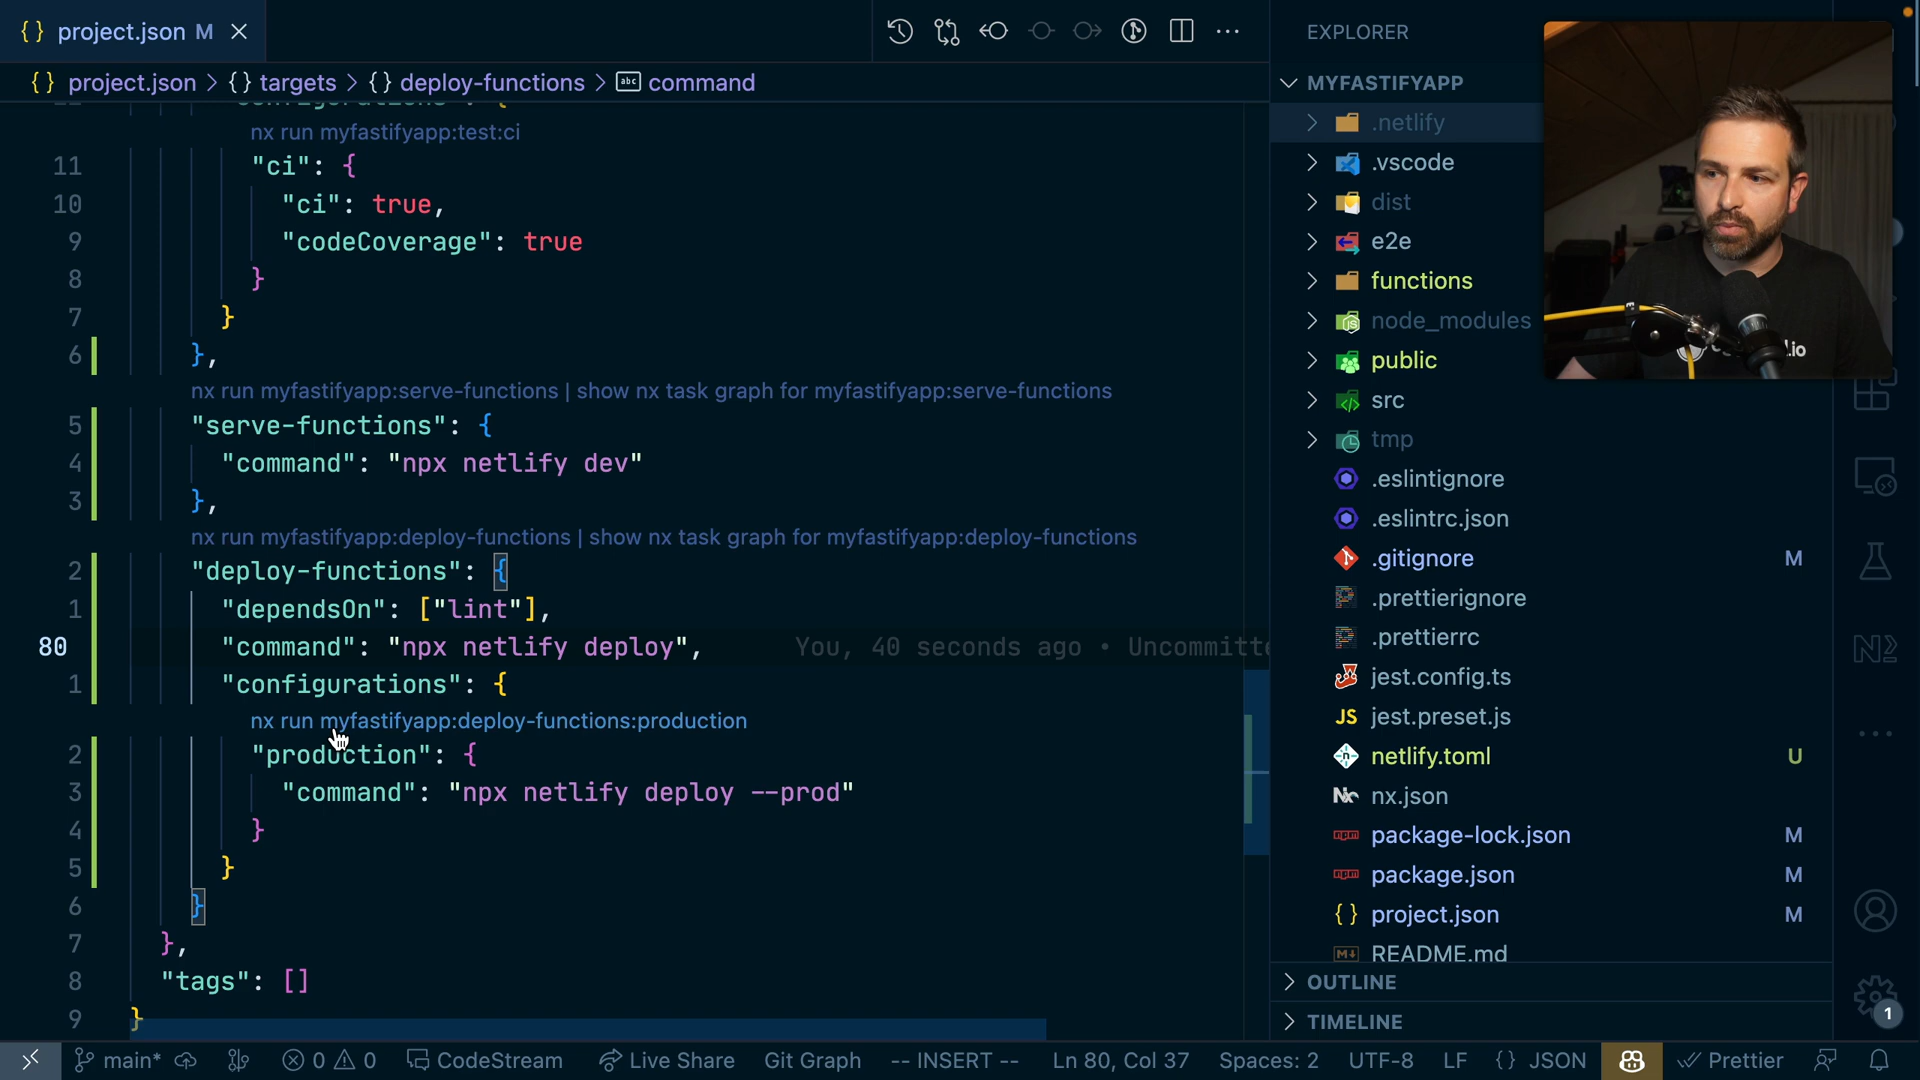 { } project.json M
{ } project.json > { } targets > { } deploy-functions > abc command
nx run myfastifyapp:test:ci
11 "ci": {
10 "ci": true,
9 "codeCoverage": true
8 }
7 }
6 },
nx run myfastifyapp:serve-functions | show nx task graph for myfastifyapp:serve-functions
5 "serve-functions": {
4 "command": "npx netlify dev"
3 },
nx run myfastifyapp:deploy-functions | show nx task graph for myfastifyapp:deploy-functions
2 "deploy-functions": {
1 "dependsOn": ["lint"],
80 "command": "npx netlify deploy", You, 40 seconds ago • Uncommitte
1 "configurations": {
nx run myfastifyapp:deploy-functions:production
2 "production": {
3 "command": "npx netlify deploy --prod"
4 }
5 }
6 }
7 },
8 "tags": []
9 }
EXPLORER
MYFASTIFYAPP
.netlify
.vscode
dist
e2e
functions
node_modules
public
src
tmp
.eslintignore
.eslintrc.json
.gitignore M
.prettierignore
.prettierrc
jest.config.ts
JS jest.preset.js
netlify.toml U
nx.json
package-lock.json M
package.json M
{ } project.json M
README.md
OUTLINE
TIMELINE
1
main* 0 0 CodeStream Live Share Git Graph -- INSERT -- Ln 80, Col 37 Spaces: 2 UTF-8 LF { } JSON Prettier